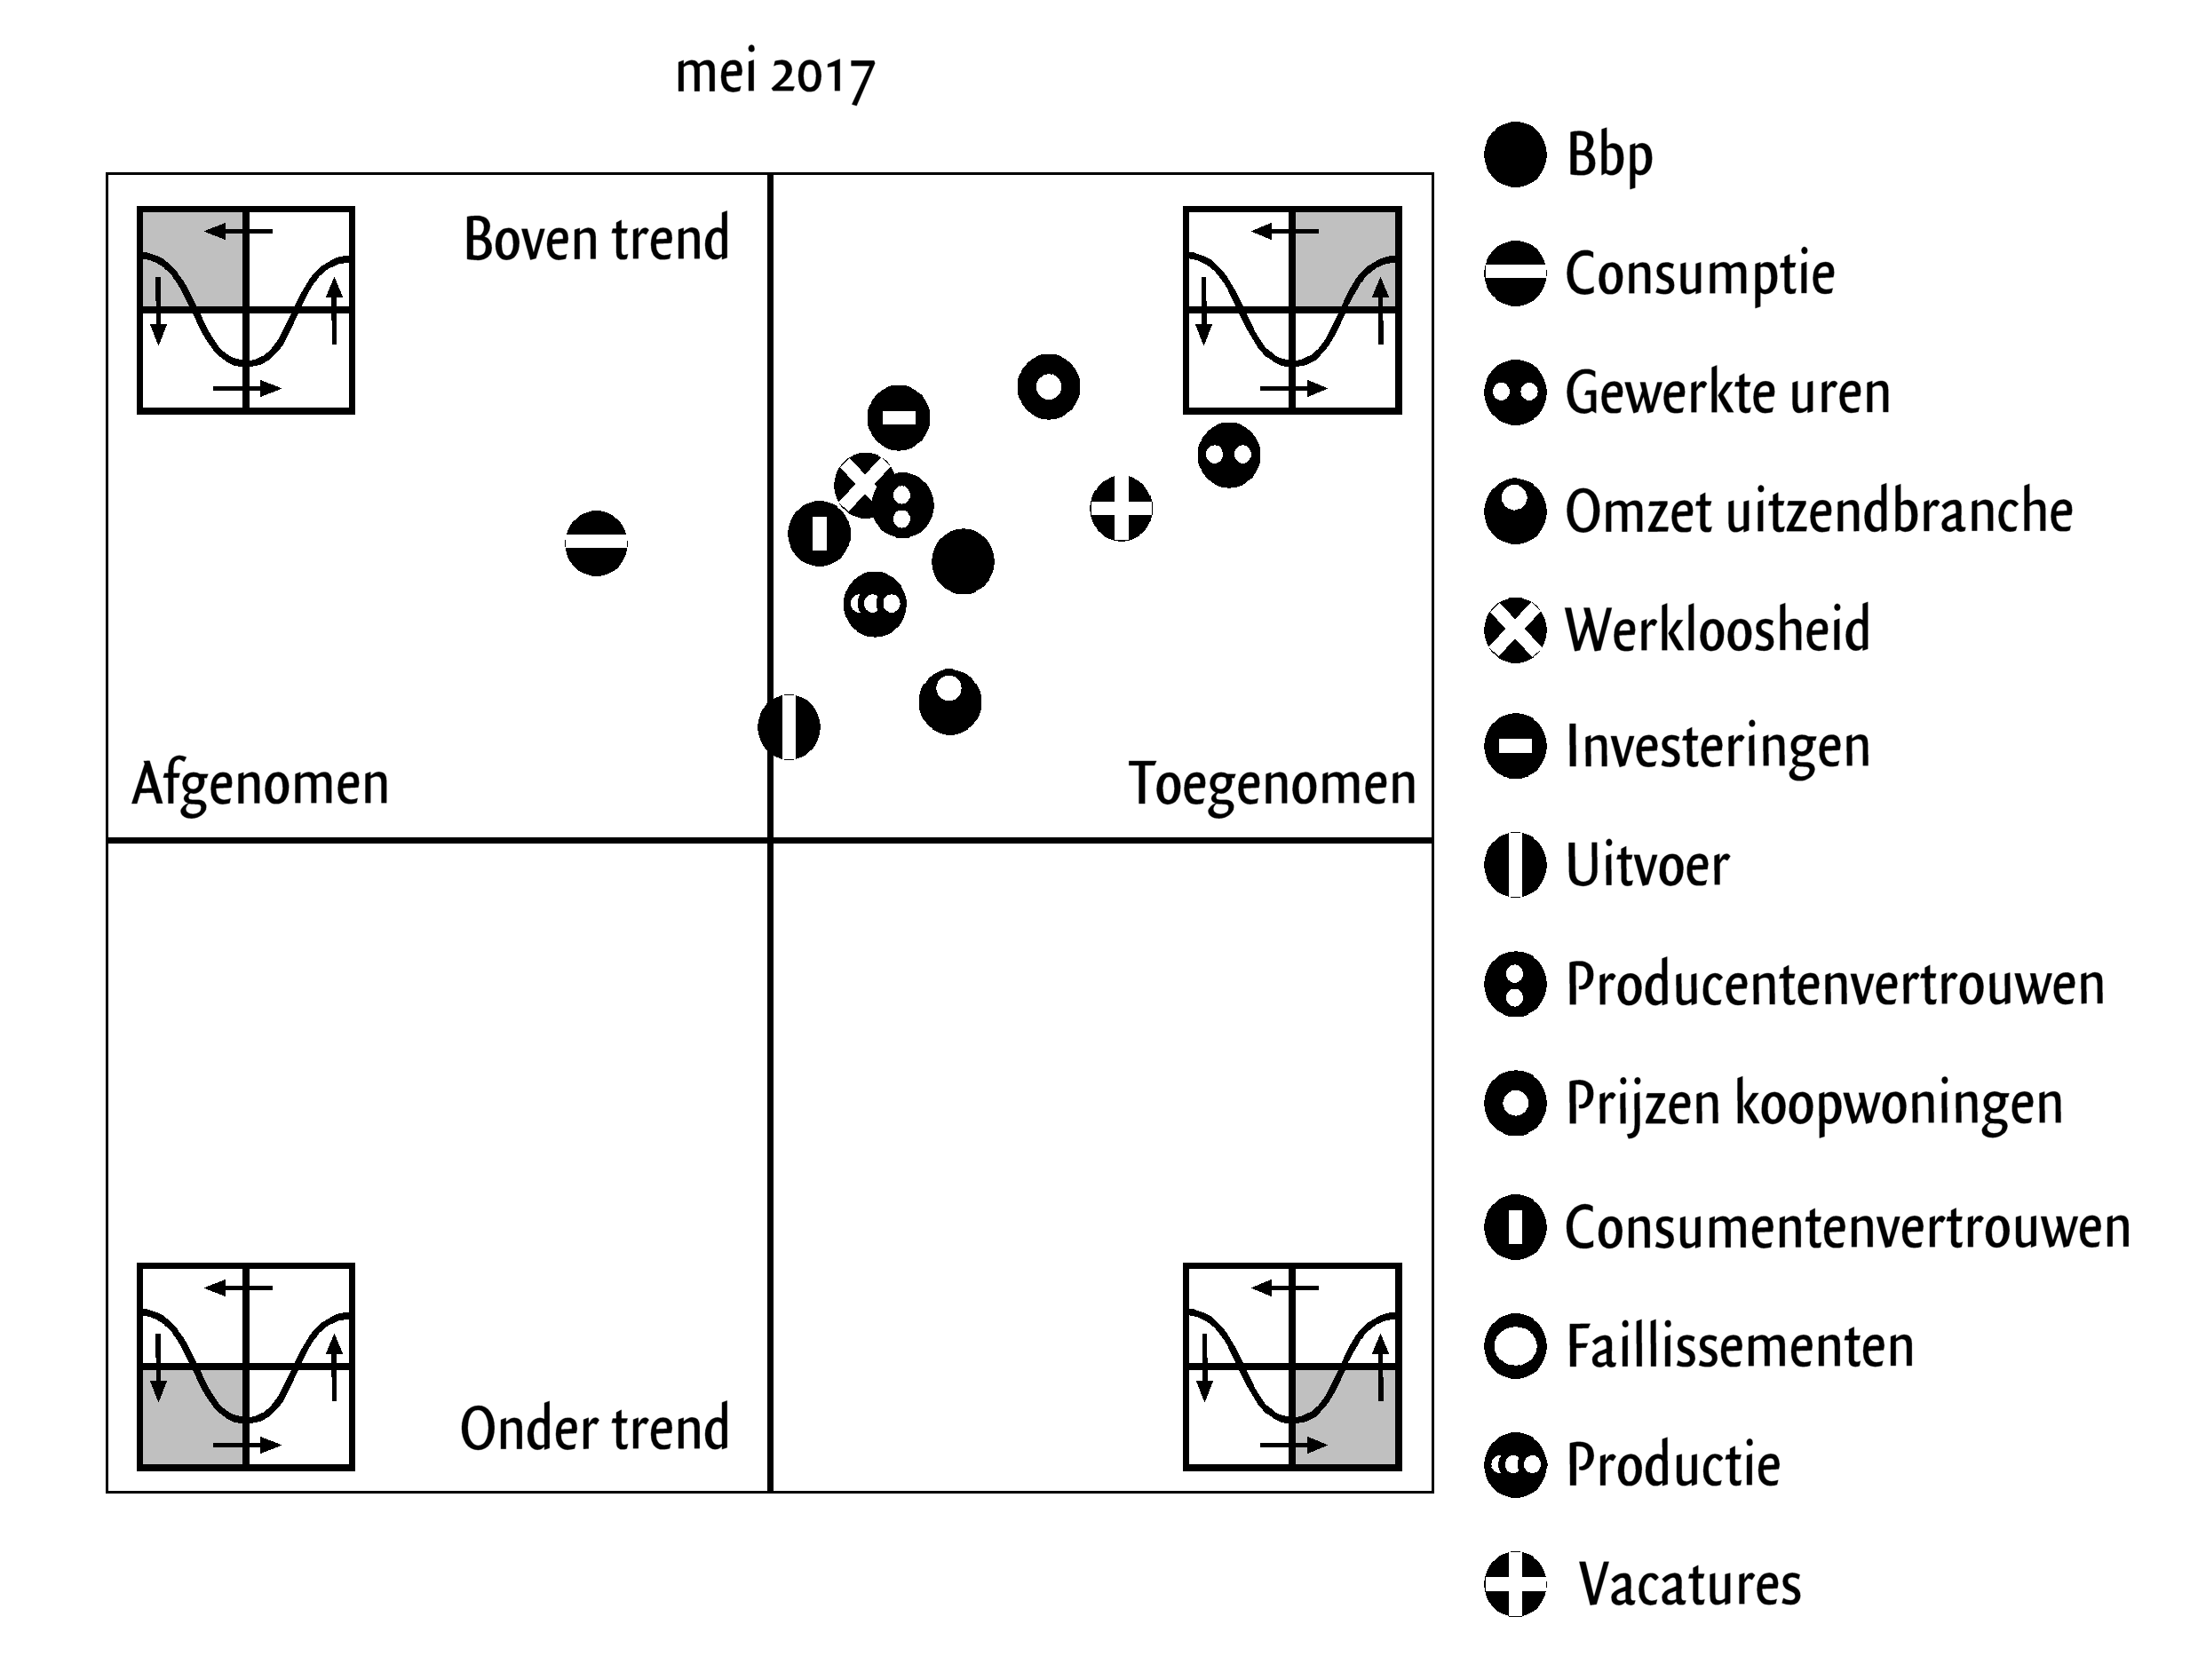 mei 2017
Boven trend
Afgenomen
Toegenomen
Onder trend
Bbp
Consumptie
Gewerkte uren
Omzet uitzendbranche
Werkloosheid
Investeringen
Uitvoer
Producentenvertrouwen
Prijzen koopwoningen
Consumentenvertrouwen
Faillissementen
Productie
Vacatures